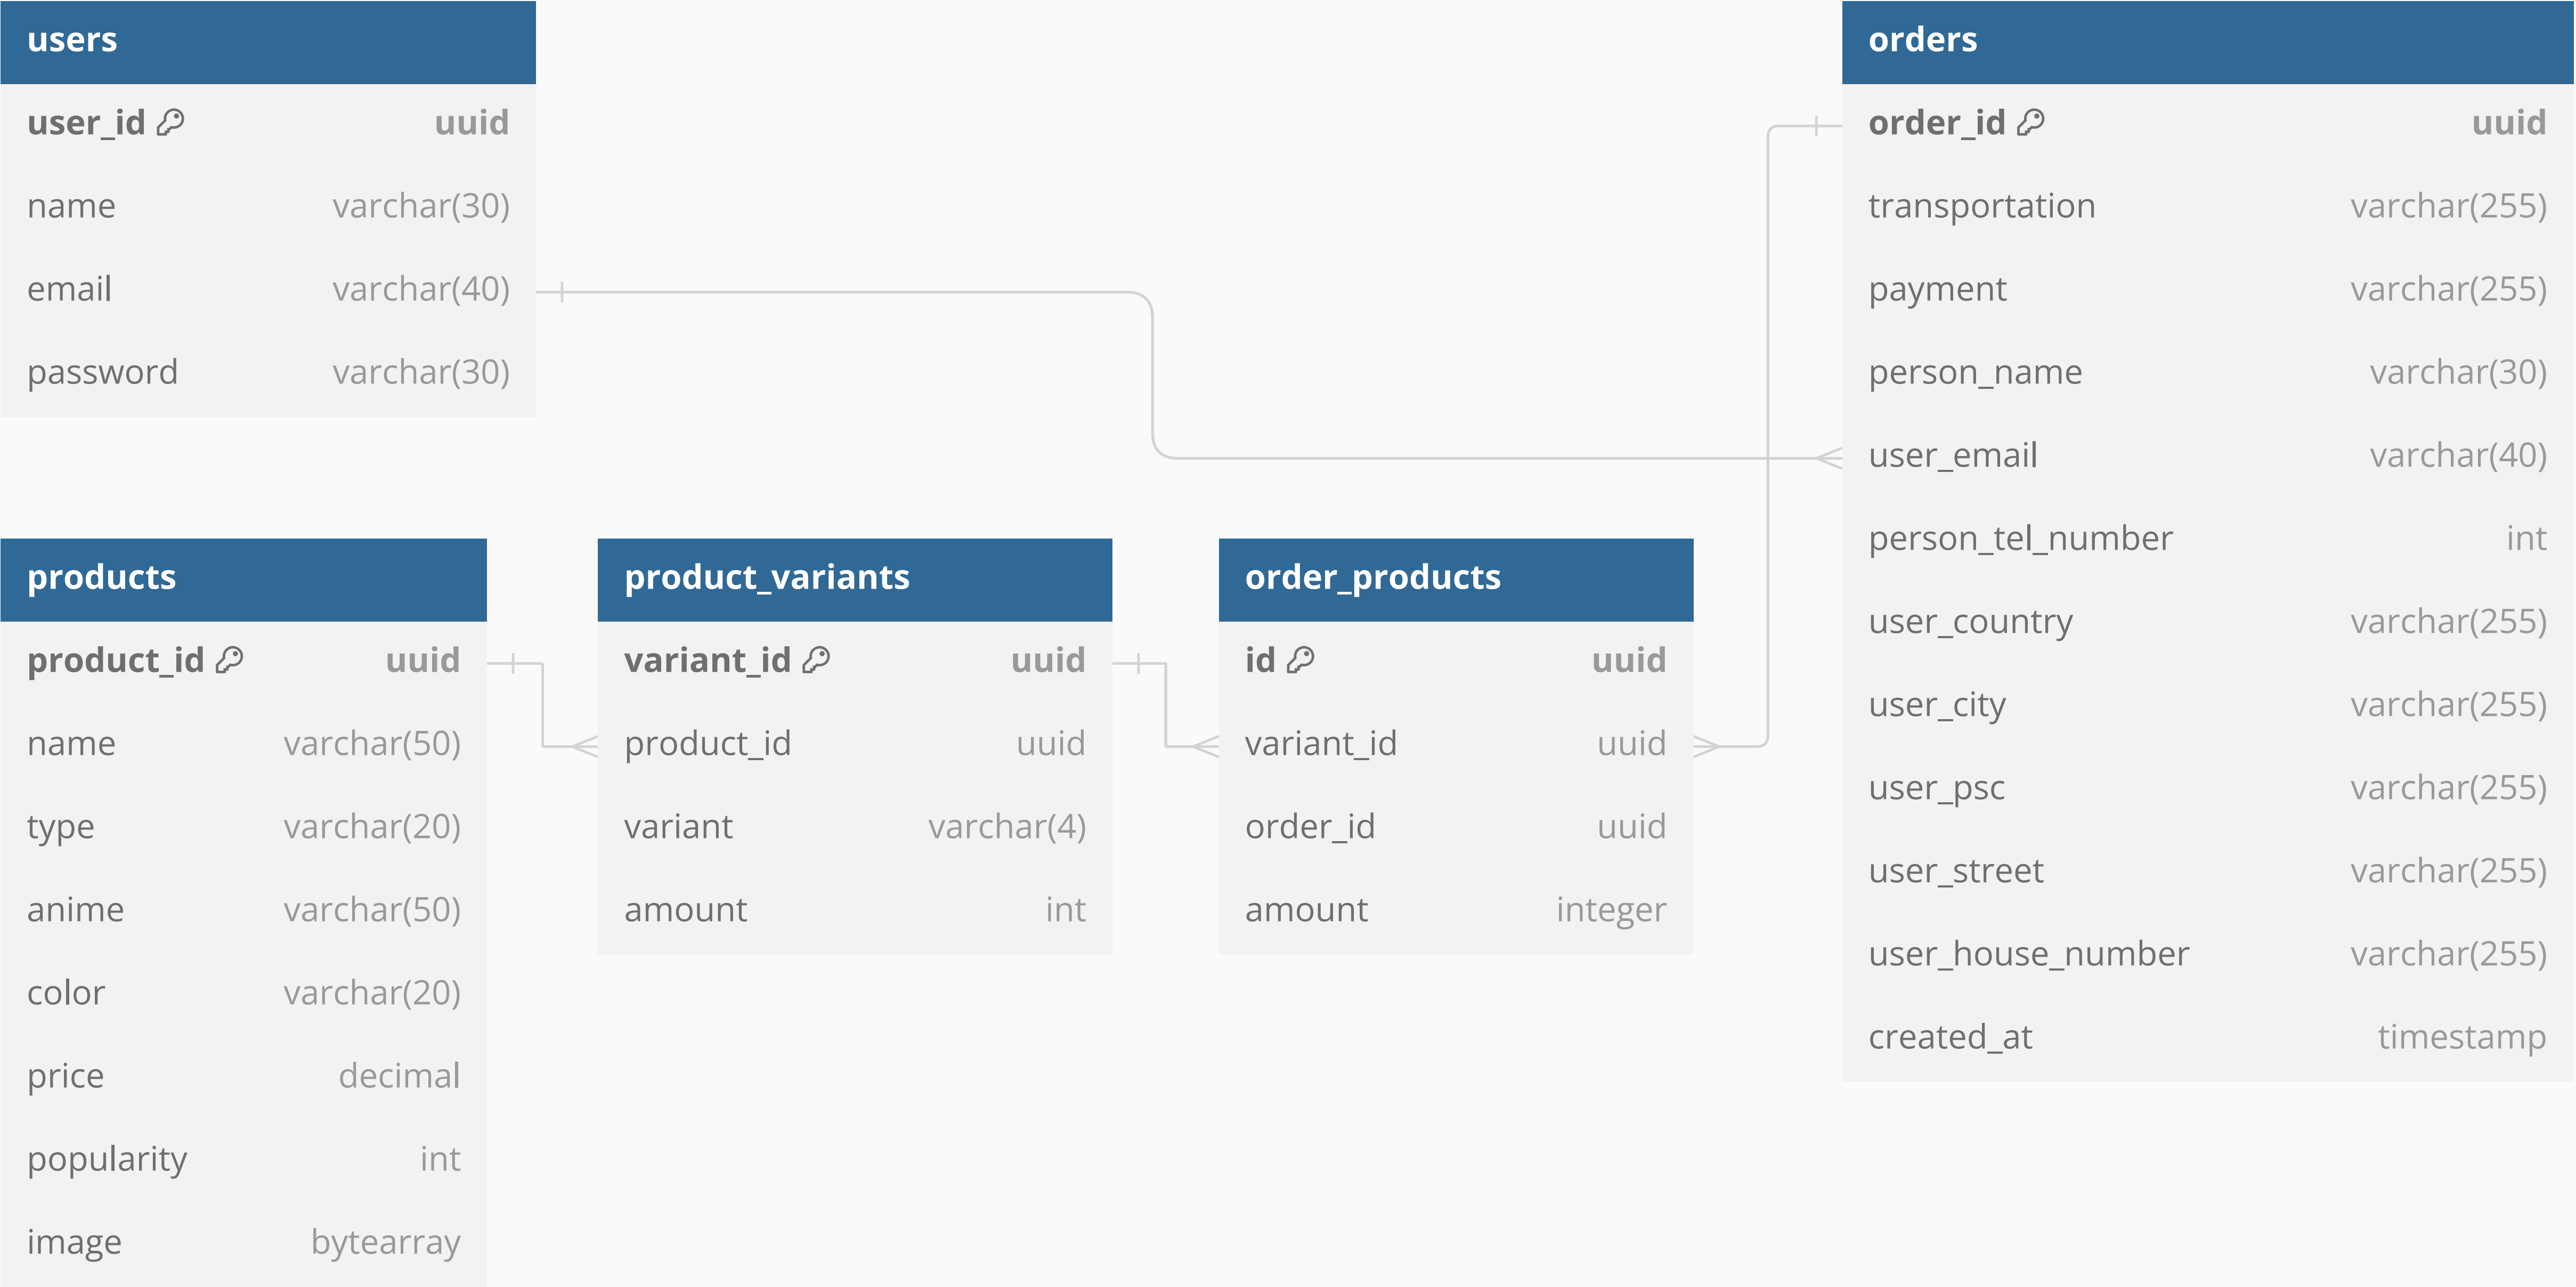 users
user_id uuid
name varchar(30)
email varchar(40)
password varchar(30)
orders
order_id uuid
transportation varchar(255)
payment varchar(255)
person_name varchar(30)
user_email varchar(40)
person_tel_number int
user_country varchar(255)
user_city varchar(255)
user_psc varchar(255)
user_street varchar(255)
user_house_number varchar(255)
created_at timestamp
products
product_id uuid
name varchar(50)
type varchar(20)
anime varchar(50)
color varchar(20)
price decimal
popularity int
image bytearray
product_variants
variant_id uuid
product_id uuid
variant varchar(4)
amount int
order_products
id uuid
variant_id uuid
order_id uuid
amount integer